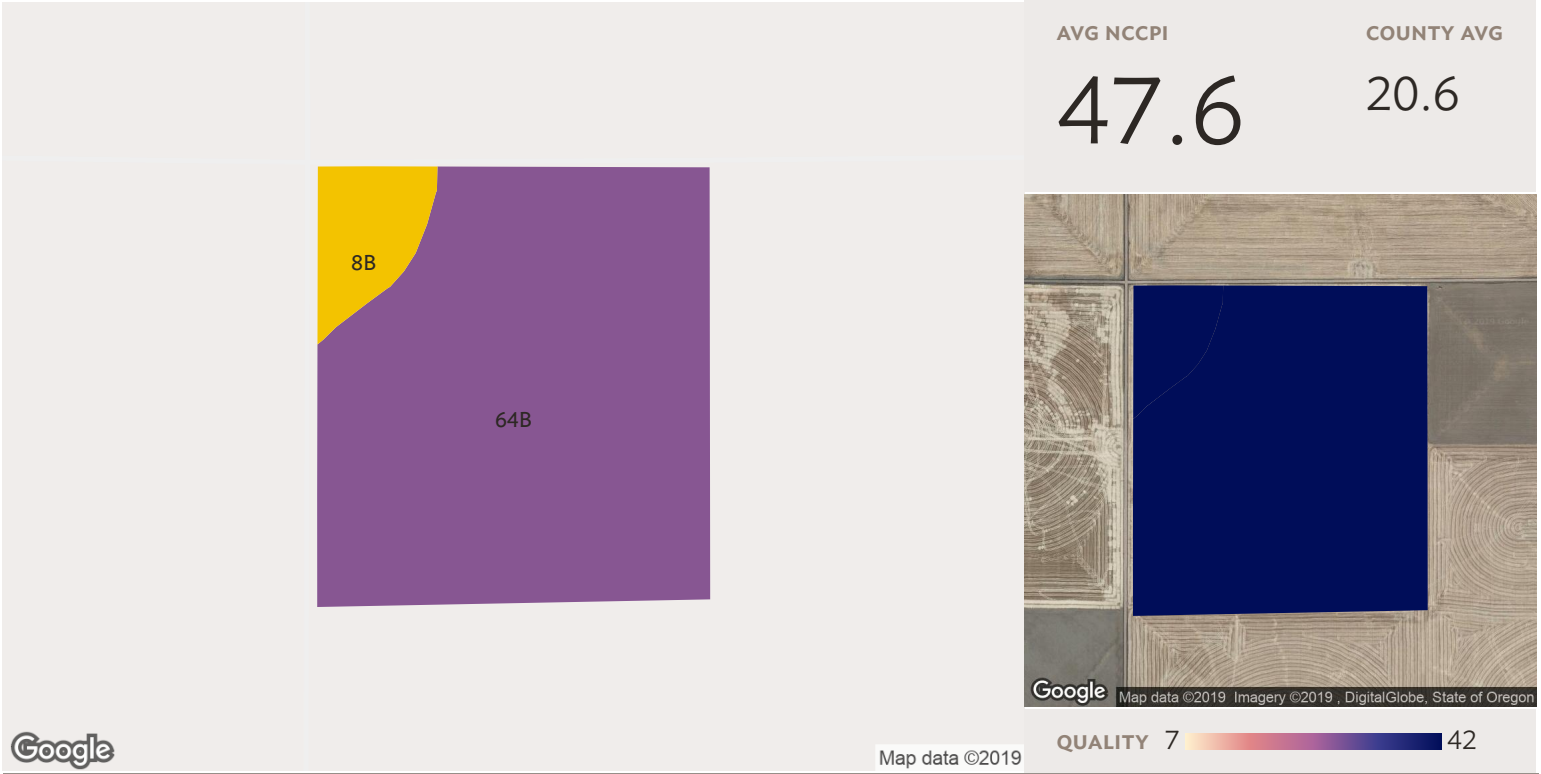 8B
64B
Google
Map data ©2019
AVG NCCPI
COUNTY AVG
47.6
20.6
Google
Map data ©2019 Imagery ©2019 , DigitalGlobe, State of Oregon
QUALITY 7 42